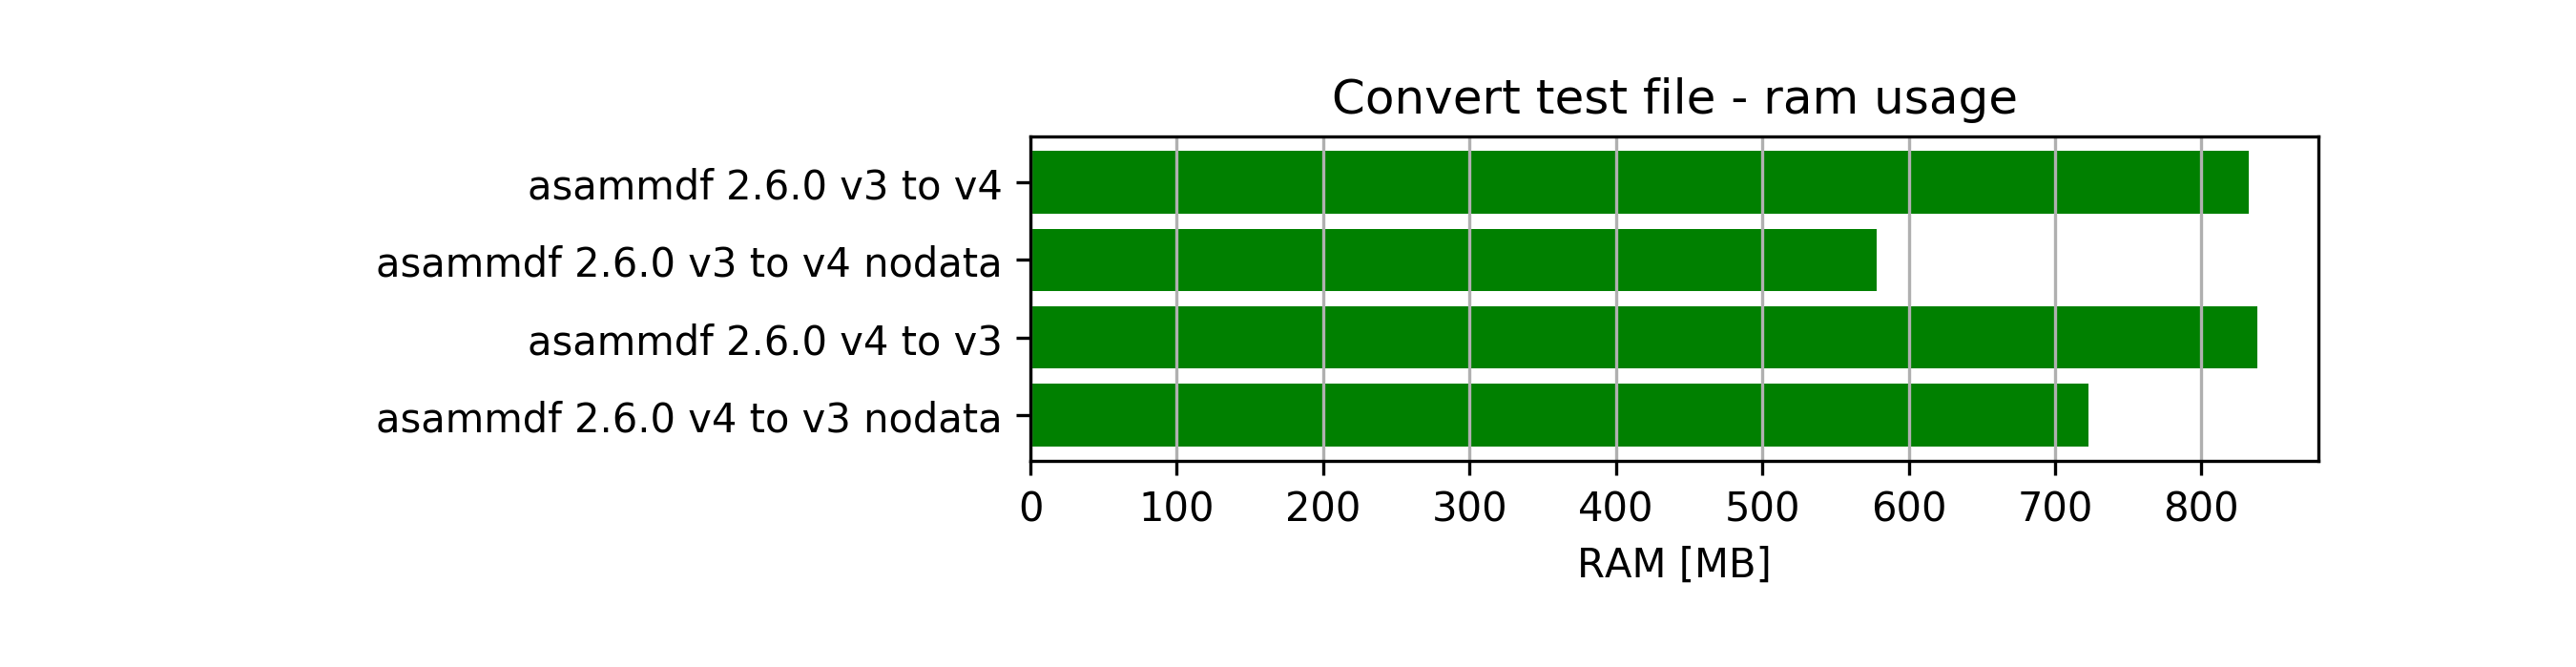 Convert test file - ram usage
asammdf 2.6.0 v3 to v4
asammdf 2.6.0 v3 to v4 nodata
asammdf 2.6.0 v4 to v3
asammdf 2.6.0 v4 to v3 nodata
0 100 200 300 400 500 600 700 800
RAM [MB]